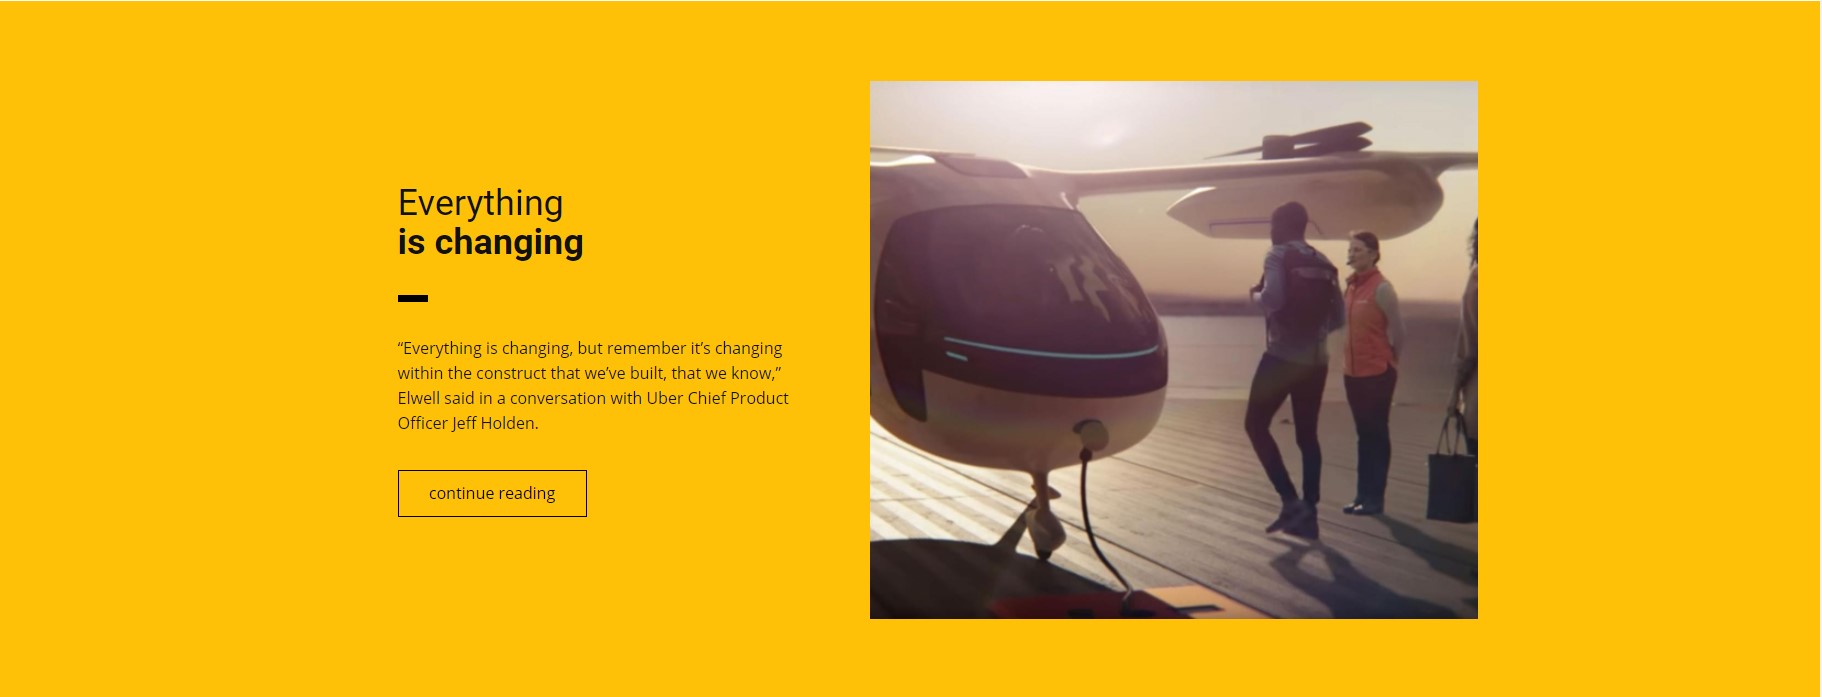 Everything
is changing
“Everything is changing, but remember it’s changing
within the construct that we’ve built, that we know,”
Elwell said in a conversation with Uber Chief Product
Officer Jeff Holden.
continue reading